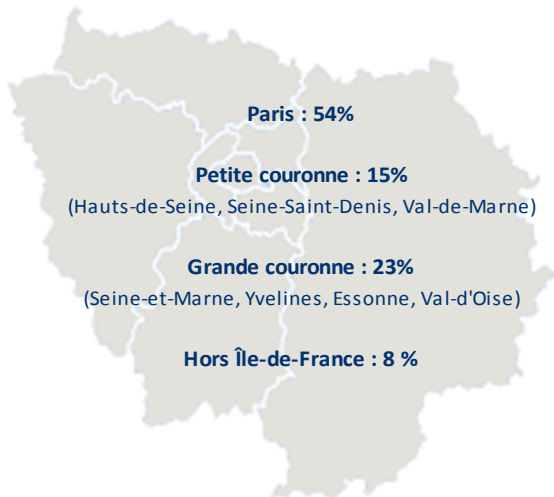 Paris : 54%
Petite couronne : 15%
(Hauts-de-Seine, Seine-Saint-Denis, Val-de-Marne)
Grande couronne : 23%
(Seine-et-Marne, Yvelines, Essonne, Val-d'Oise)
Hors Île-de-France : 8 %